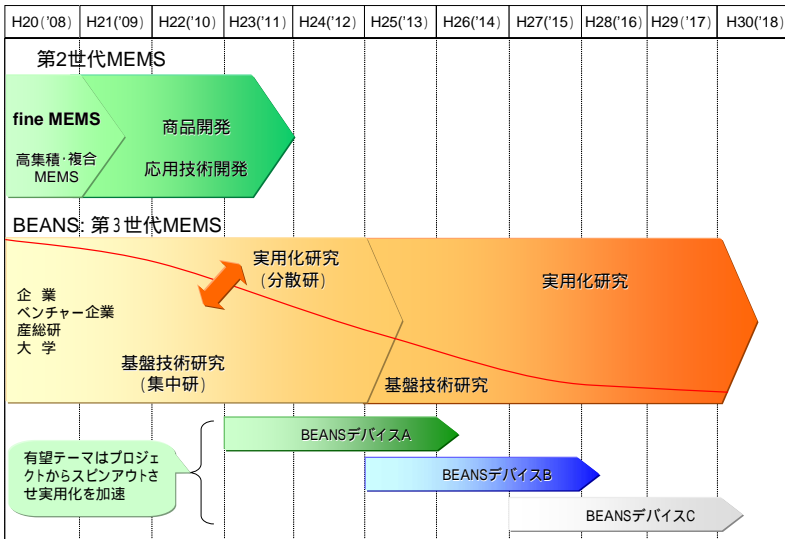 H20('08) H21('09) H22('10) H23('11) H24('12) H25('13) H26('14) H27('15) H28('16) H29('17) H30('18)
第2世代MEMS
fine MEMS
高集積・複合
MEMS
商品開発
応用技術開発
BEANS: 第3世代MEMS
企 業
ベンチャー企業
産総研
大 学
実用化研究
(分散研)
基盤技術研究
(集中研)
実用化研究
基盤技術研究
有望テーマはプロジェ
クトからスピンアウトさ
せ実用化を加速
BEANSデバイスA
BEANSデバイスB
BEANSデバイスC